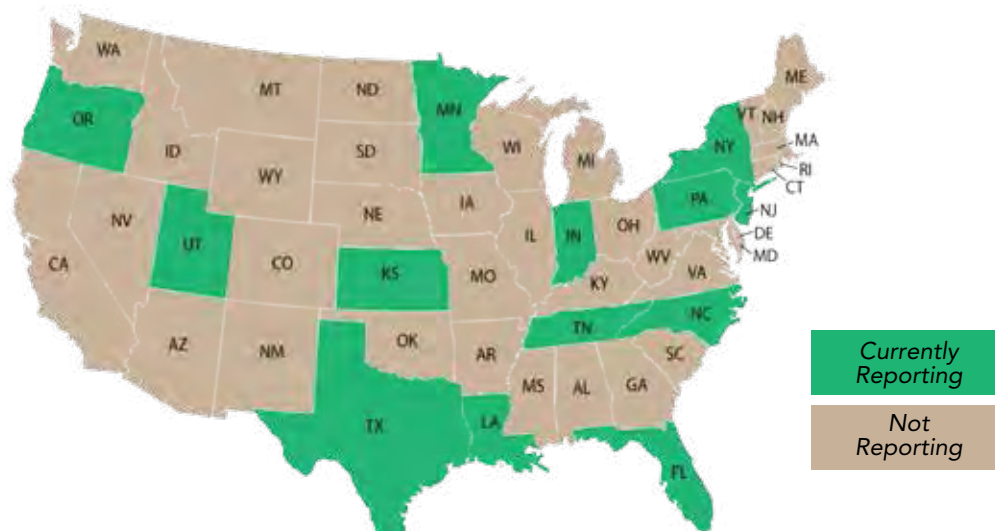 WA
MT
ND
MN
ME
OR
VT
NH
ID
SD
WI
NY
MA
WY
MI
RI
CT
IA
PA
NE
NJ
NV
OH
IL
IN
DE
UT
CO
WV
MD
CA
KS
MO
VA
KY
TN
NC
AZ
NM
OK
AR
SC
MS
AL
GA
TX
LA
FL
Currently
Reporting
Not
Reporting